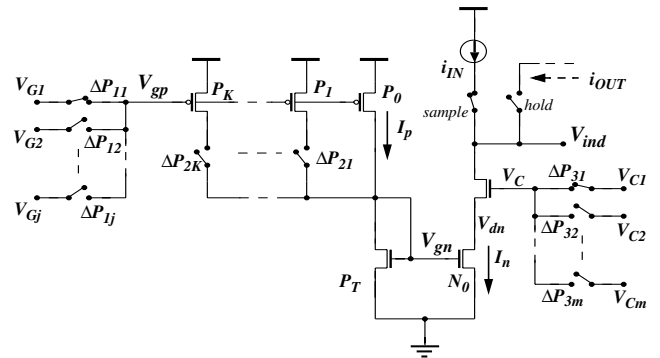 V_G1 ΔP_11 V_gp P_K P_1 P_0
V_G2 ΔP_12 I_p
ΔP_2K ΔP_21
V_Gj ΔP_1j
i_IN i_OUT
sample hold
V_ind
V_C ΔP_31 V_C1
V_dn ΔP_32 V_C2
V_gn I_n
P_T N_0 ΔP_3m V_Cm